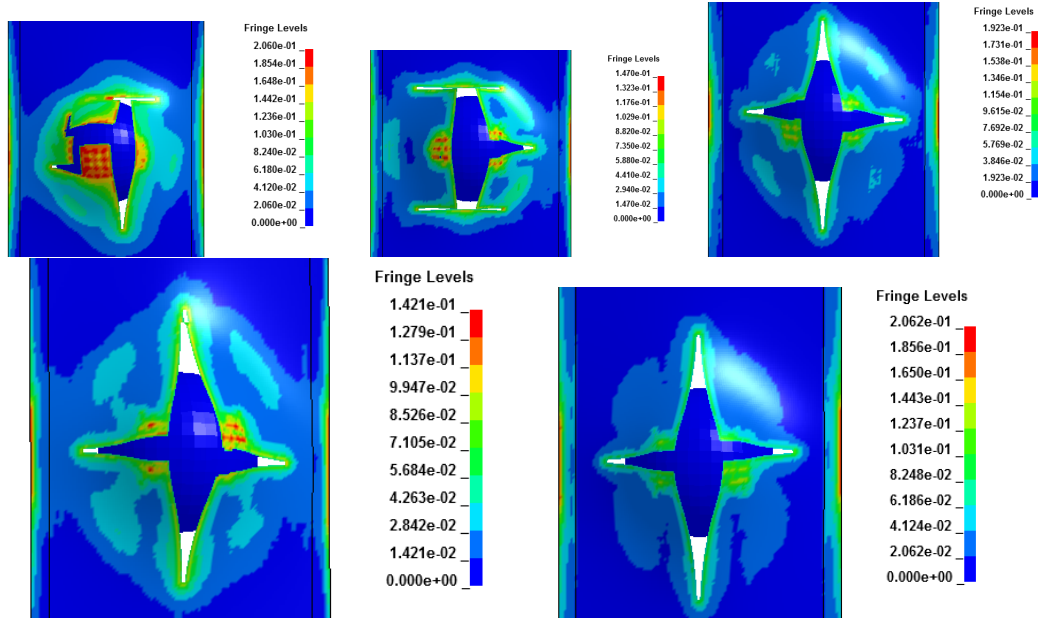 Fringe Levels
2.060e-01
1.854e-01
1.648e-01
1.442e-01
1.236e-01
1.030e-01
8.240e-02
6.180e-02
4.120e-02
2.060e-02
0.000e+00
Fringe Levels
1.470e-01
1.323e-01
1.176e-01
1.029e-01
8.820e-02
7.350e-02
5.880e-02
4.410e-02
2.940e-02
1.470e-02
0.000e+00
Fringe Levels
1.923e-01
1.731e-01
1.538e-01
1.346e-01
1.154e-01
9.615e-02
7.692e-02
5.769e-02
3.846e-02
1.923e-02
0.000e+00
Fringe Levels
1.421e-01
1.279e-01
1.137e-01
9.947e-02
8.526e-02
7.105e-02
5.684e-02
4.263e-02
2.842e-02
1.421e-02
0.000e+00
Fringe Levels
2.062e-01
1.856e-01
1.650e-01
1.443e-01
1.237e-01
1.031e-01
8.248e-02
6.186e-02
4.124e-02
2.062e-02
0.000e+00